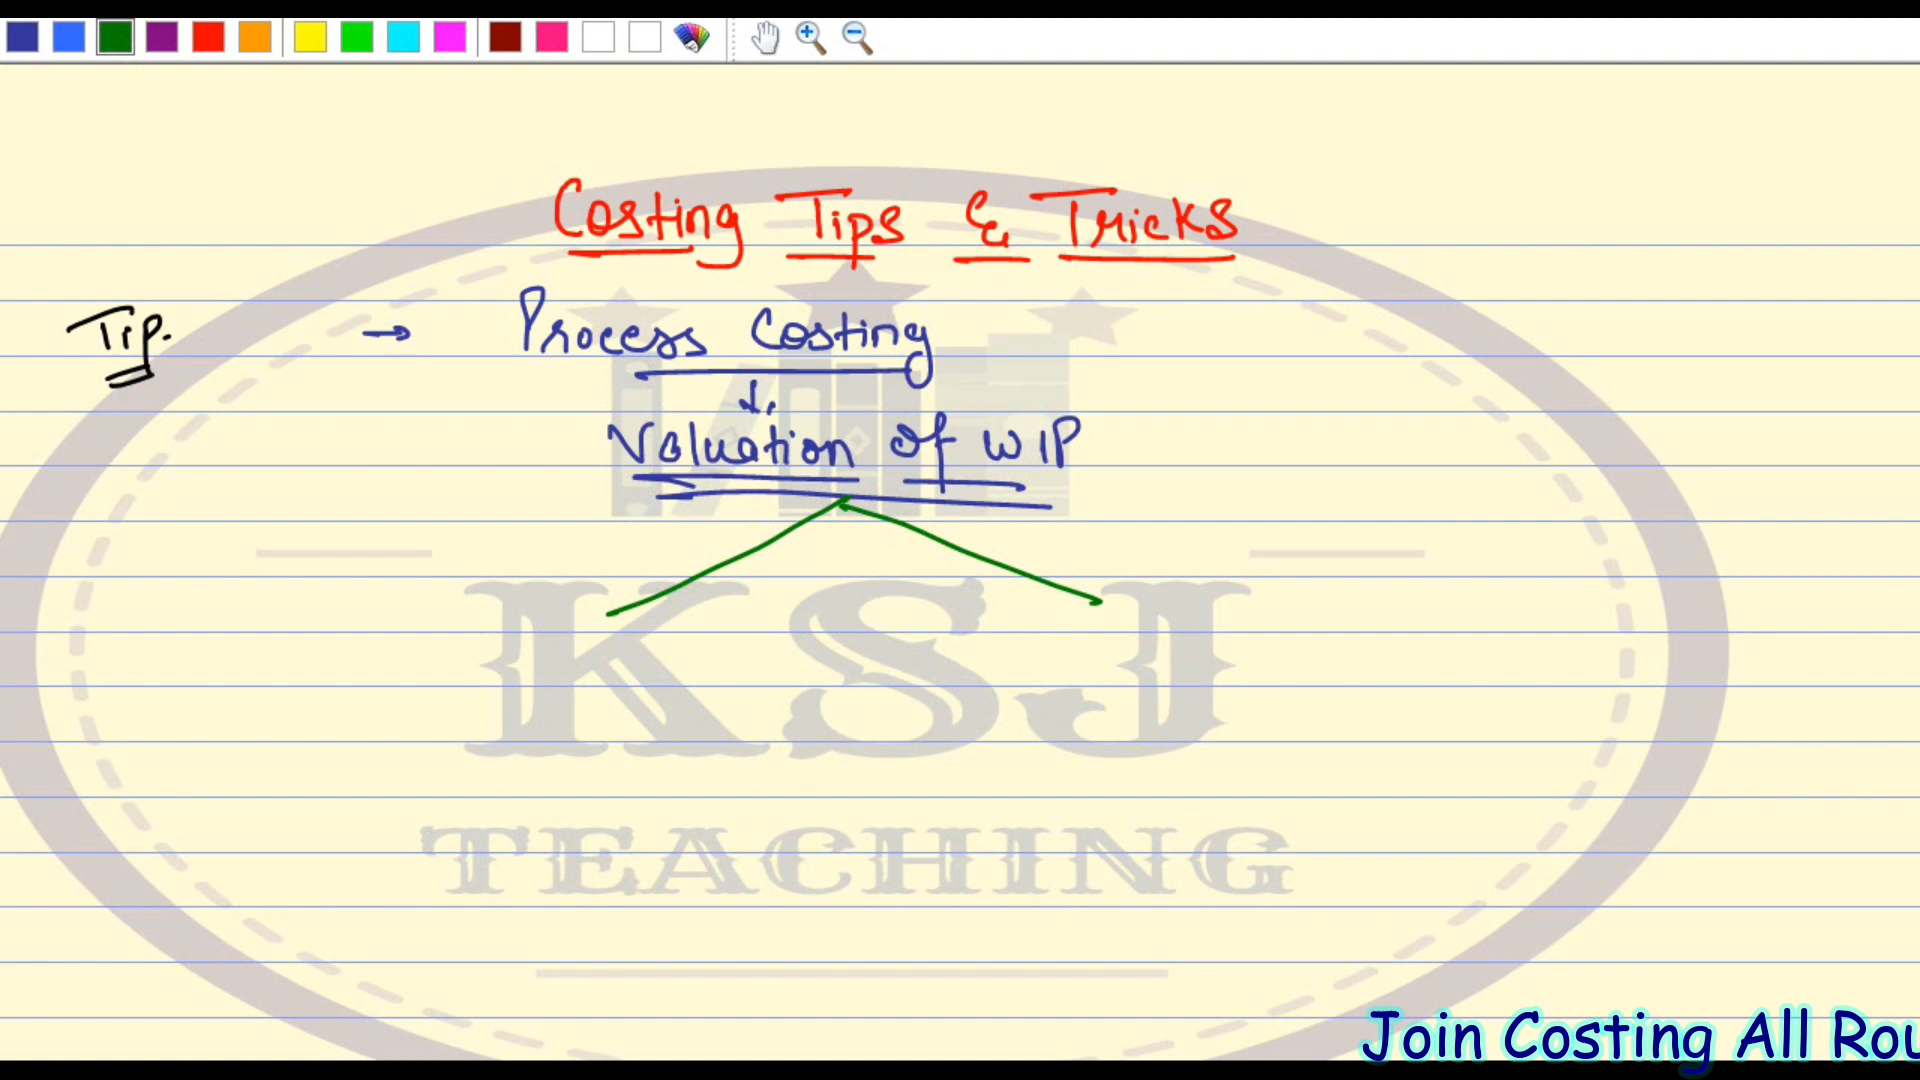 Costing Tips & Tricks
Tip. → Process Costing
Valuation of WIP
KSJ
TEACHING
Join Costing All Rou